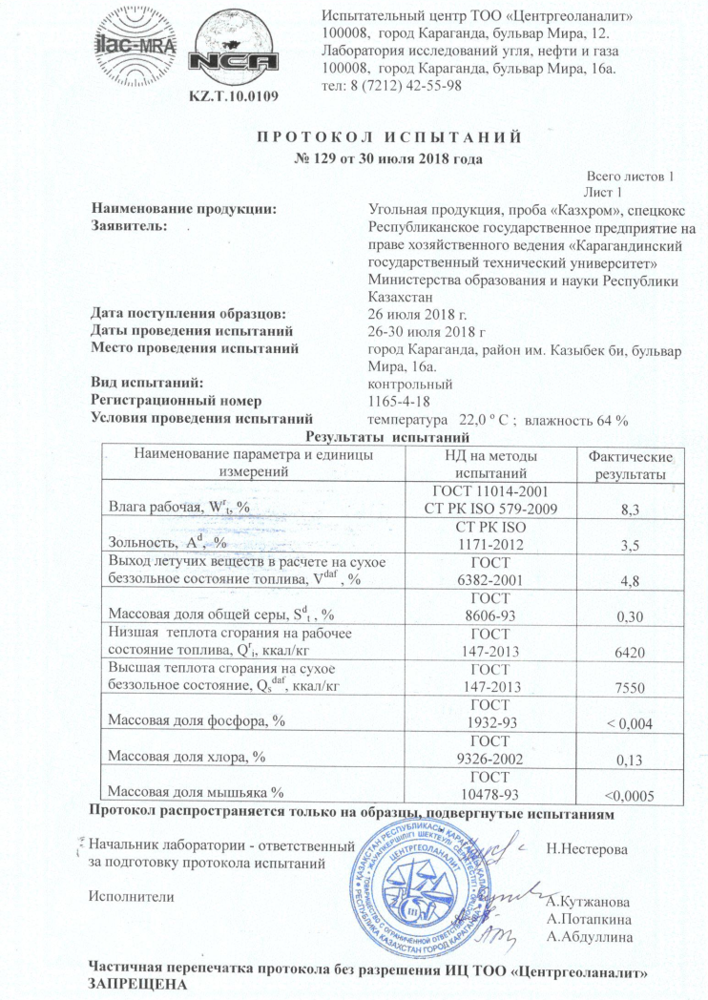 ilac-MRA
NCA
KZ.T.10.0109
Испытательный центр ТОО «Центргеоланалит»
100008, город Караганда, бульвар Мира, 12.
Лаборатория исследований угля, нефти и газа
100008, город Караганда, бульвар Мира, 16а.
тел: 8 (7212) 42-55-98
П Р О Т О К О Л И С П Ы Т А Н И Й
№ 129 от 30 июля 2018 года
Всего листов 1
Лист 1
Наименование продукции: Угольная продукция, проба «Казхром», спецкокс
Заявитель: Республиканское государственное предприятие на
праве хозяйственного ведения «Карагандинский
государственный технический университет»
Министерства образования и науки Республики
Казахстан
Дата поступления образцов: 26 июля 2018 г.
Даты проведения испытаний 26-30 июля 2018 г
Место проведения испытаний город Караганда, район им. Казыбек би, бульвар
Мира, 16а.
Вид испытаний: контрольный
Регистрационный номер 1165-4-18
Условия проведения испытаний температура 22,0 º С ; влажность 64 %
Результаты испытаний
Наименование параметра и единицы измерений НД на методы испытаний Фактические результаты
Влага рабочая, Wʳt, % ГОСТ 11014-2001 СТ РК ISO 579-2009 8,3
Зольность, Aᵈ, % СТ РК ISO 1171-2012 3,5
Выход летучих веществ в расчете на сухое беззольное состояние топлива, Vdaf , % ГОСТ 6382-2001 4,8
Массовая доля общей серы, Sᵈt , % ГОСТ 8606-93 0,30
Низшая теплота сгорания на рабочее состояние топлива, Qʳi, ккал/кг ГОСТ 147-2013 6420
Высшая теплота сгорания на сухое беззольное состояние, Qsdaf, ккал/кг ГОСТ 147-2013 7550
Массовая доля фосфора, % ГОСТ 1932-93 < 0,004
Массовая доля хлора, % ГОСТ 9326-2002 0,13
Массовая доля мышьяка % ГОСТ 10478-93 <0,0005
Протокол распространяется только на образцы, подвергнутые испытаниям
Начальник лаборатории - ответственный Н.Нестерова
за подготовку протокола испытаний
Исполнители А.Кутжанова
А.Потапкина
А.Абдуллина
ЦЕНТРГЕОЛАНАЛИТ
Частичная перепечатка протокола без разрешения ИЦ ТОО «Центргеоланалит»
ЗАПРЕЩЕНА